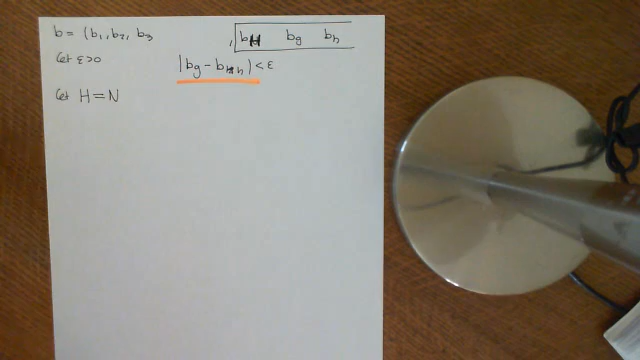 b = (b₁, b₂, b₃ , b_H b_g b_h
Let ε>0 |b_g - b_h| < ε
Let H = N